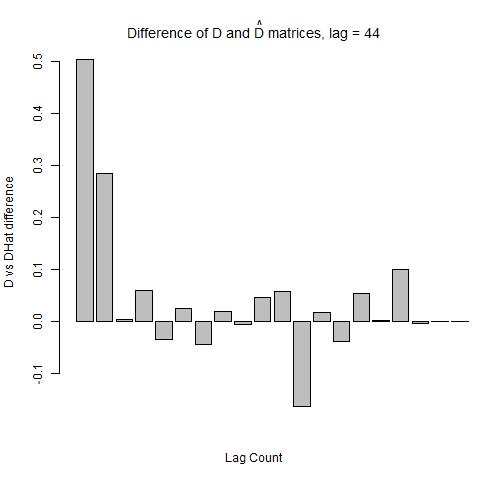 Difference of D and D̂ matrices, lag = 44
0.5
0.4
0.3
0.2
0.1
0.0
-0.1
D vs DHat difference
Lag Count